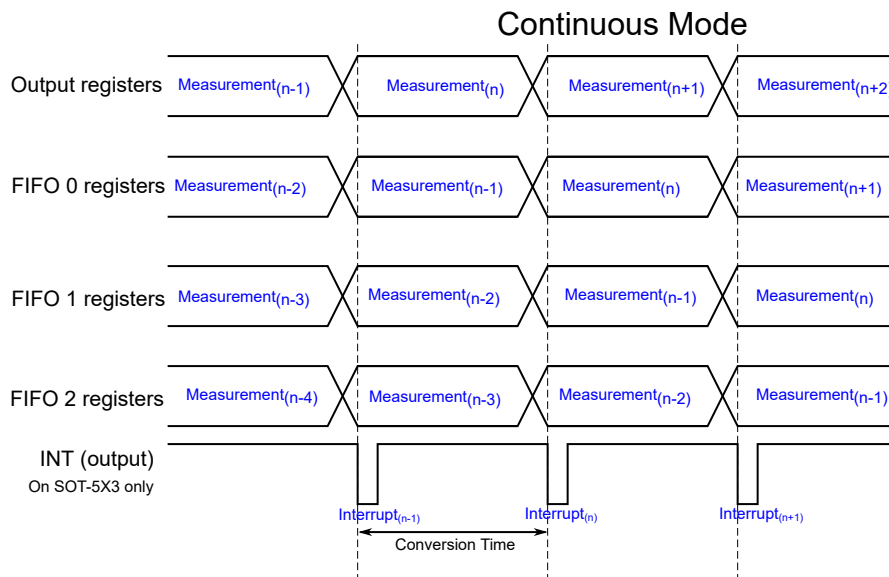 Continuous Mode
Output registers Measurement(n-1) Measurement(n) Measurement(n+1) Measurement(n+2)
FIFO 0 registers Measurement(n-2) Measurement(n-1) Measurement(n) Measurement(n+1)
FIFO 1 registers Measurement(n-3) Measurement(n-2) Measurement(n-1) Measurement(n)
FIFO 2 registers Measurement(n-4) Measurement(n-3) Measurement(n-2) Measurement(n-1)
INT (output)
On SOT-5X3 only
Interrupt(n-1) Interrupt(n) Interrupt(n+1)
Conversion Time